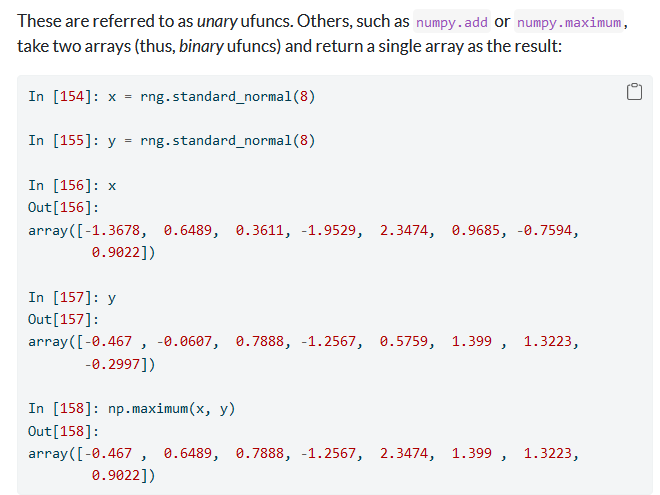 These are referred to as unary ufuncs. Others, such as numpy.add or numpy.maximum,
take two arrays (thus, binary ufuncs) and return a single array as the result:
In [154]: x = rng.standard_normal(8)
In [155]: y = rng.standard_normal(8)
In [156]: x
Out[156]:
array([-1.3678,  0.6489,  0.3611, -1.9529,  2.3474,  0.9685, -0.7594,
        0.9022])
In [157]: y
Out[157]:
array([-0.467 , -0.0607,  0.7888, -1.2567,  0.5759,  1.399 ,  1.3223,
       -0.2997])
In [158]: np.maximum(x, y)
Out[158]:
array([-0.467 ,  0.6489,  0.7888, -1.2567,  2.3474,  1.399 ,  1.3223,
        0.9022])